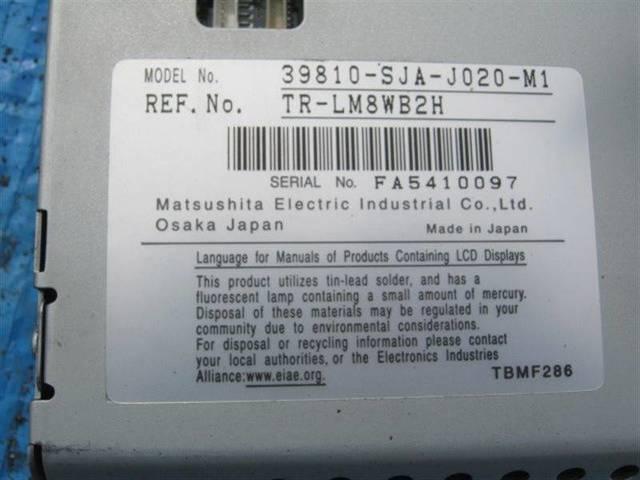 MODEL No. 39810-SJA-J020-M1
REF.No. TR-LM8WB2H
SERIAL No. FA5410097
Matsushita Electric Industrial Co.,Ltd.
Osaka Japan Made in Japan
Language for Manuals of Products Containing LCD Displays
This product utilizes tin-lead solder, and has a
fluorescent lamp containing a small amount of mercury.
Disposal of these materials may be regulated in your
community due to environmental considerations.
For disposal or recycling information please contact
your local authorities, or the Electronics Industries
Alliance:www.eiae.org. TBMF286